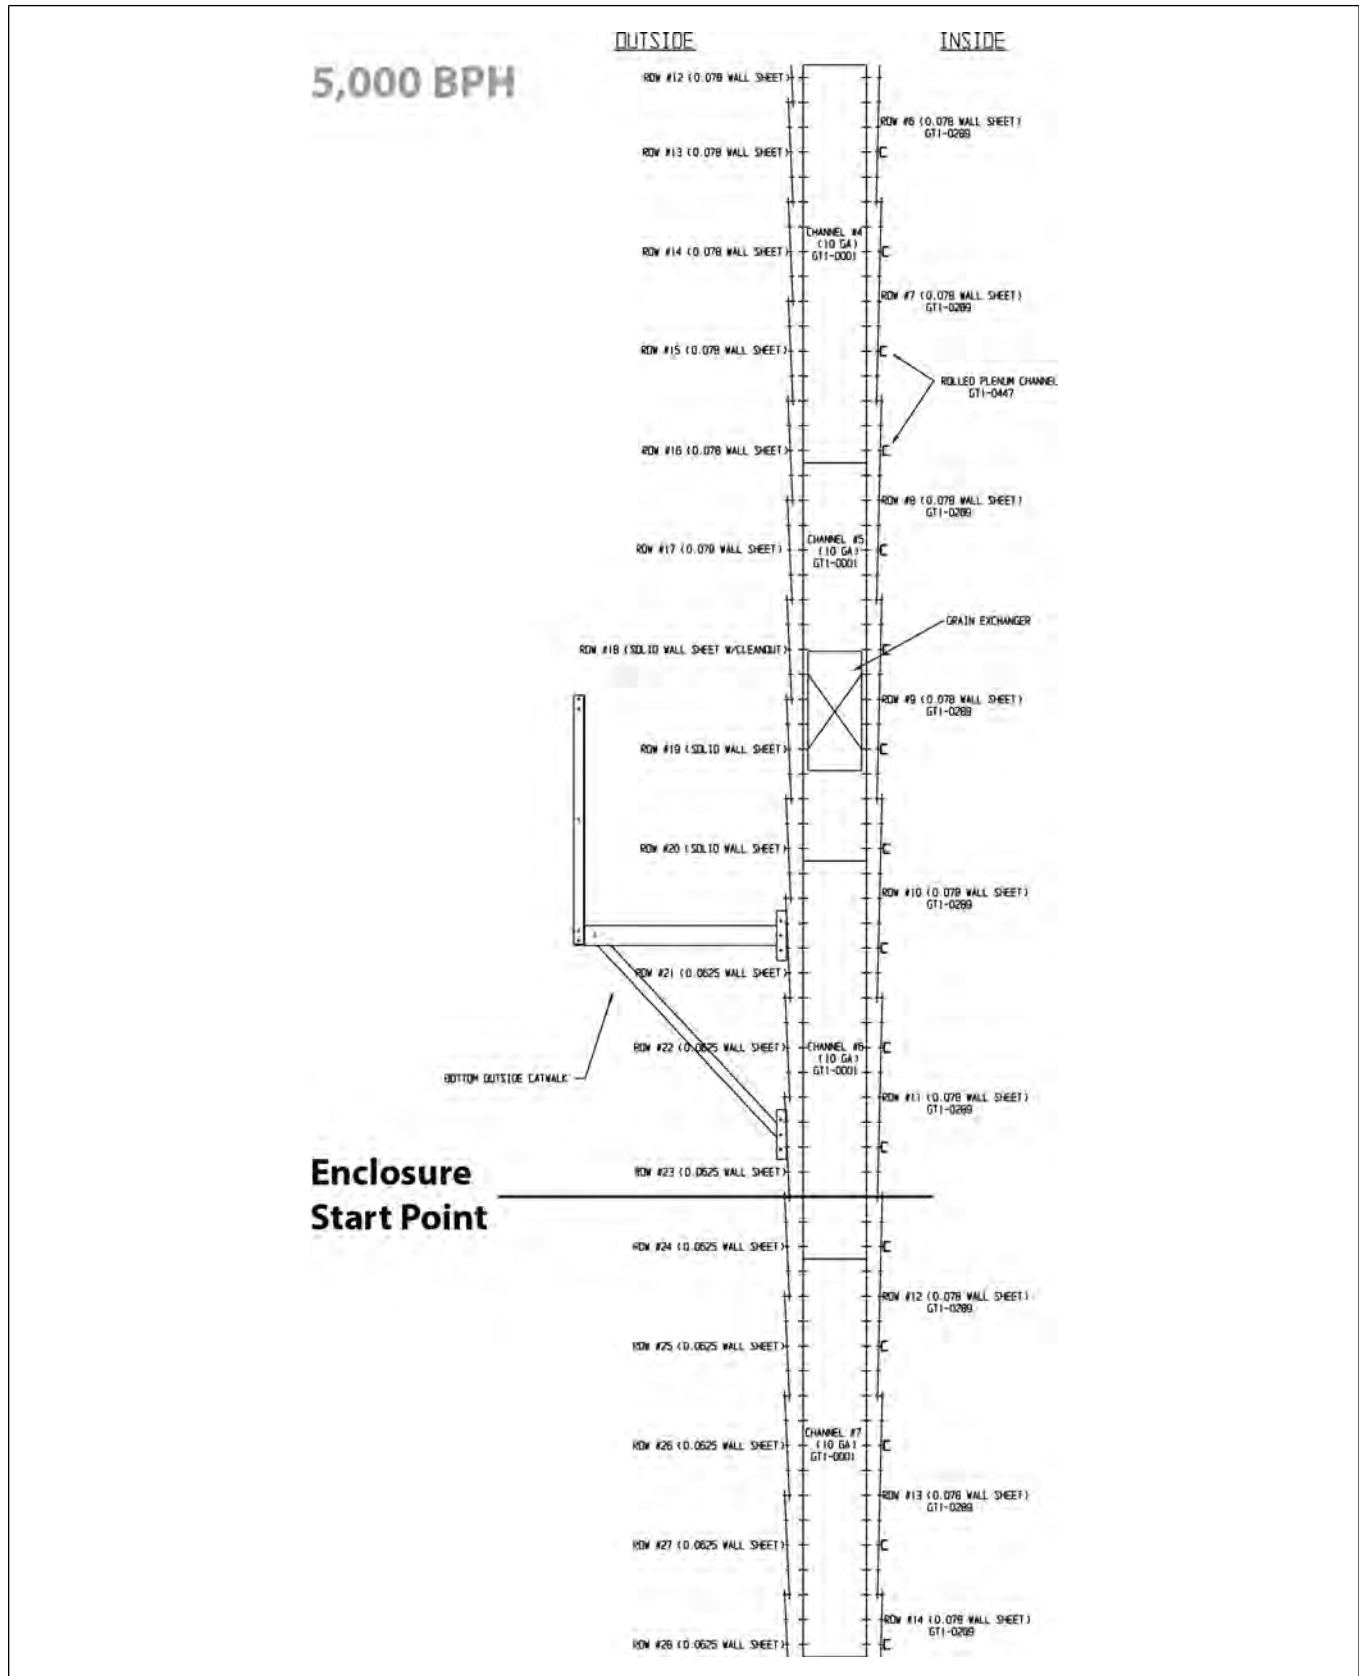 OUTSIDE
INSIDE
5,000 BPH
ROW #12 (0.078 WALL SHEET)
ROW #6 (0.078 WALL SHEET)
GT1-0289
ROW #13 (0.078 WALL SHEET)
CHANNEL #4
(10 GA)
GT1-0001
ROW #14 (0.078 WALL SHEET)
ROW #7 (0.078 WALL SHEET)
GT1-0289
ROW #15 (0.078 WALL SHEET)
ROLLED PLENUM CHANNEL
GT1-0447
ROW #16 (0.078 WALL SHEET)
ROW #8 (0.078 WALL SHEET)
GT1-0289
CHANNEL #5
(10 GA)
GT1-0001
ROW #17 (0.078 WALL SHEET)
GRAIN EXCHANGER
ROW #18 (SOLID WALL SHEET W/CLEANOUT)
ROW #9 (0.078 WALL SHEET)
GT1-0289
ROW #19 (SOLID WALL SHEET)
ROW #20 (SOLID WALL SHEET)
ROW #10 (0.078 WALL SHEET)
GT1-0289
ROW #21 (0.0625 WALL SHEET)
ROW #22 (0.0625 WALL SHEET)
CHANNEL #6
(10 GA)
GT1-0001
BOTTOM OUTSIDE CATWALK
ROW #11 (0.078 WALL SHEET)
GT1-0289
ROW #23 (0.0625 WALL SHEET)
Enclosure
Start Point
ROW #24 (0.0625 WALL SHEET)
ROW #12 (0.078 WALL SHEET)
GT1-0289
ROW #25 (0.0625 WALL SHEET)
CHANNEL #7
(10 GA)
GT1-0001
ROW #26 (0.0625 WALL SHEET)
ROW #13 (0.078 WALL SHEET)
GT1-0289
ROW #27 (0.0625 WALL SHEET)
ROW #14 (0.078 WALL SHEET)
GT1-0289
ROW #28 (0.0625 WALL SHEET)